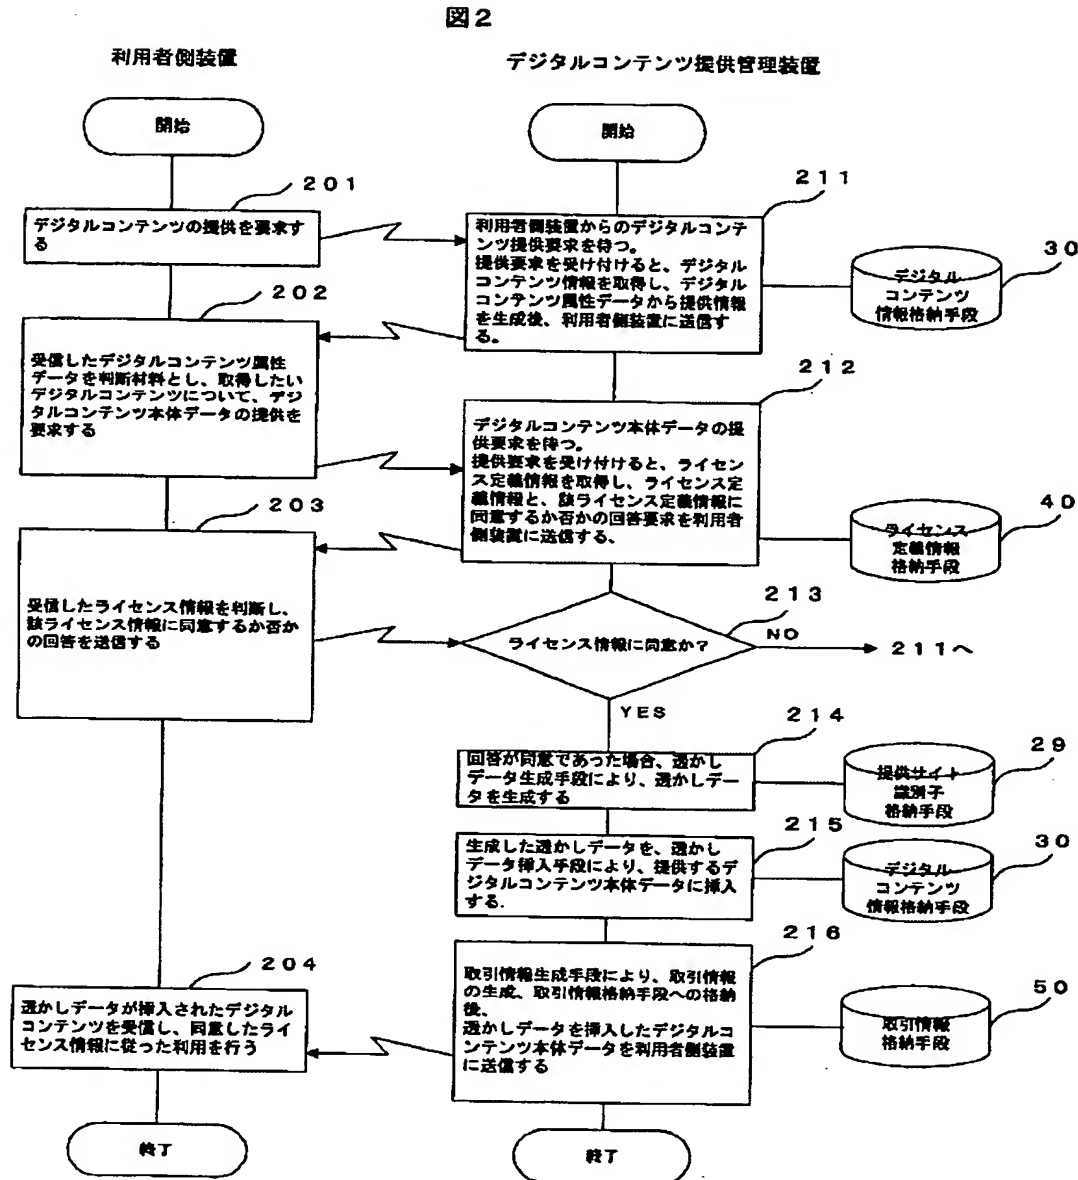 図2
利用者側装置
デジタルコンテンツ提供管理装置
開始
開始
201
デジタルコンテンツの提供を要求す
る
211
利用者側装置からのデジタルコンテ
ンツ提供要求を待つ。
提供要求を受け付けると、デジタル
コンテンツ情報を取得し、デジタル
コンテンツ属性データから提供情報
を生成後、利用者側装置に送信す
る。
30
デジタル
コンテンツ
情報格納手段
202
受信したデジタルコンテンツ属性
データを判断材料とし、取得したい
デジタルコンテンツについて、デジ
タルコンテンツ本体データの提供を
要求する
212
デジタルコンテンツ本体データの提
供要求を待つ。
提供要求を受け付けると、ライセン
ス定義情報を取得し、ライセンス定
義情報と、該ライセンス定義情報に
同意するか否かの回答要求を利用者
側装置に送信する、
40
ライセンス
定義情報
格納手段
203
受信したライセンス情報を判断し、
該ライセンス情報に同意するか否か
の回答を送信する
213
ライセンス情報に同意か?
NO
211へ
YES
214
回答が同意であった場合、透かし
データ生成手段により、透かしデー
タを生成する
29
提供サイト
識別子
格納手段
215
生成した透かしデータを、透かし
データ挿入手段により、提供するデ
ジタルコンテンツ本体データに挿入
する.
30
デジタル
コンテンツ
情報格納手段
216
取引情報生成手段により、取引情報
の生成、取引情報格納手段への格納
後、
透かしデータを挿入したデジタルコ
ンテンツ本体データを利用者側装置
に送信する
50
取引情報
格納手段
204
透かしデータが挿入されたデジタル
コンテンツを受信し、同意したライ
センス情報に従った利用を行う
終了
終了